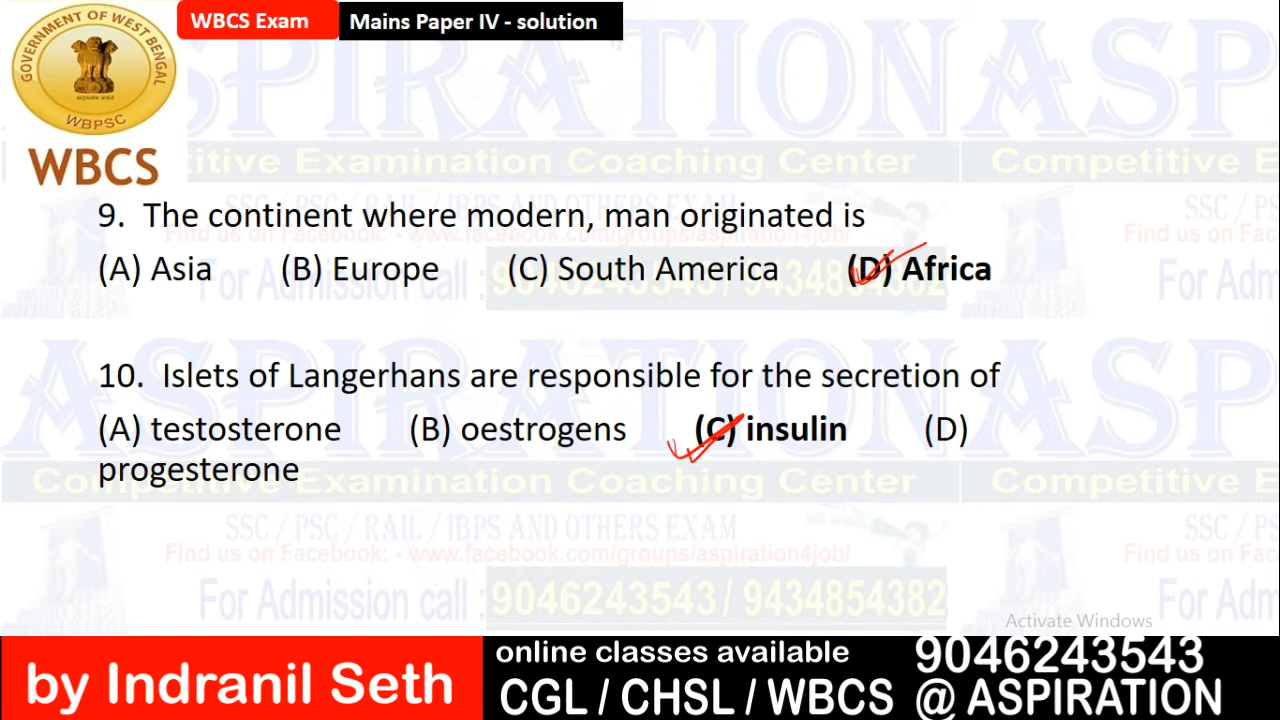 GOVERNMENT OF WEST BENGAL
WBPSC
WBCS
WBCS Exam
Mains Paper IV - solution
ASPIRATION ASP
Competitive Examination Coaching Center Competitive E
9. The continent where modern, man originated is
(A) Asia (B) Europe (C) South America (D) Africa
10. Islets of Langerhans are responsible for the secretion of
(A) testosterone (B) oestrogens (C) insulin (D)
progesterone
SSC / PSC / RAIL / IBPS AND OTHERS EXAM
Find us on Facebook: - www.facebook.com/groups/aspiration4job/
For Admission call : 9046243543 / 9434854382
Activate Windows
by Indranil Seth
online classes available 9046243543
CGL / CHSL / WBCS @ ASPIRATION